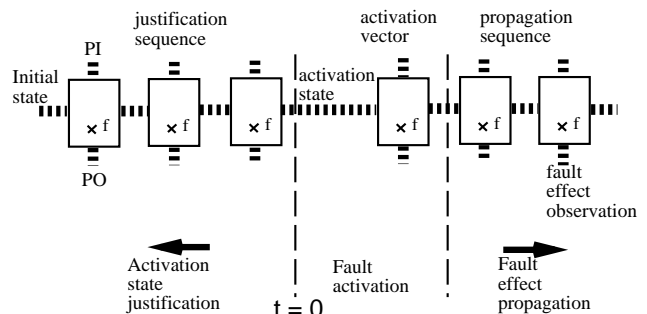 justification
sequence
activation
vector
propagation
sequence
PI
Initial
state
activation
state
f
f
f
f
f
f
PO
fault
effect
observation
Activation
state
justification
Fault
activation
Fault
effect
propagation
t = 0